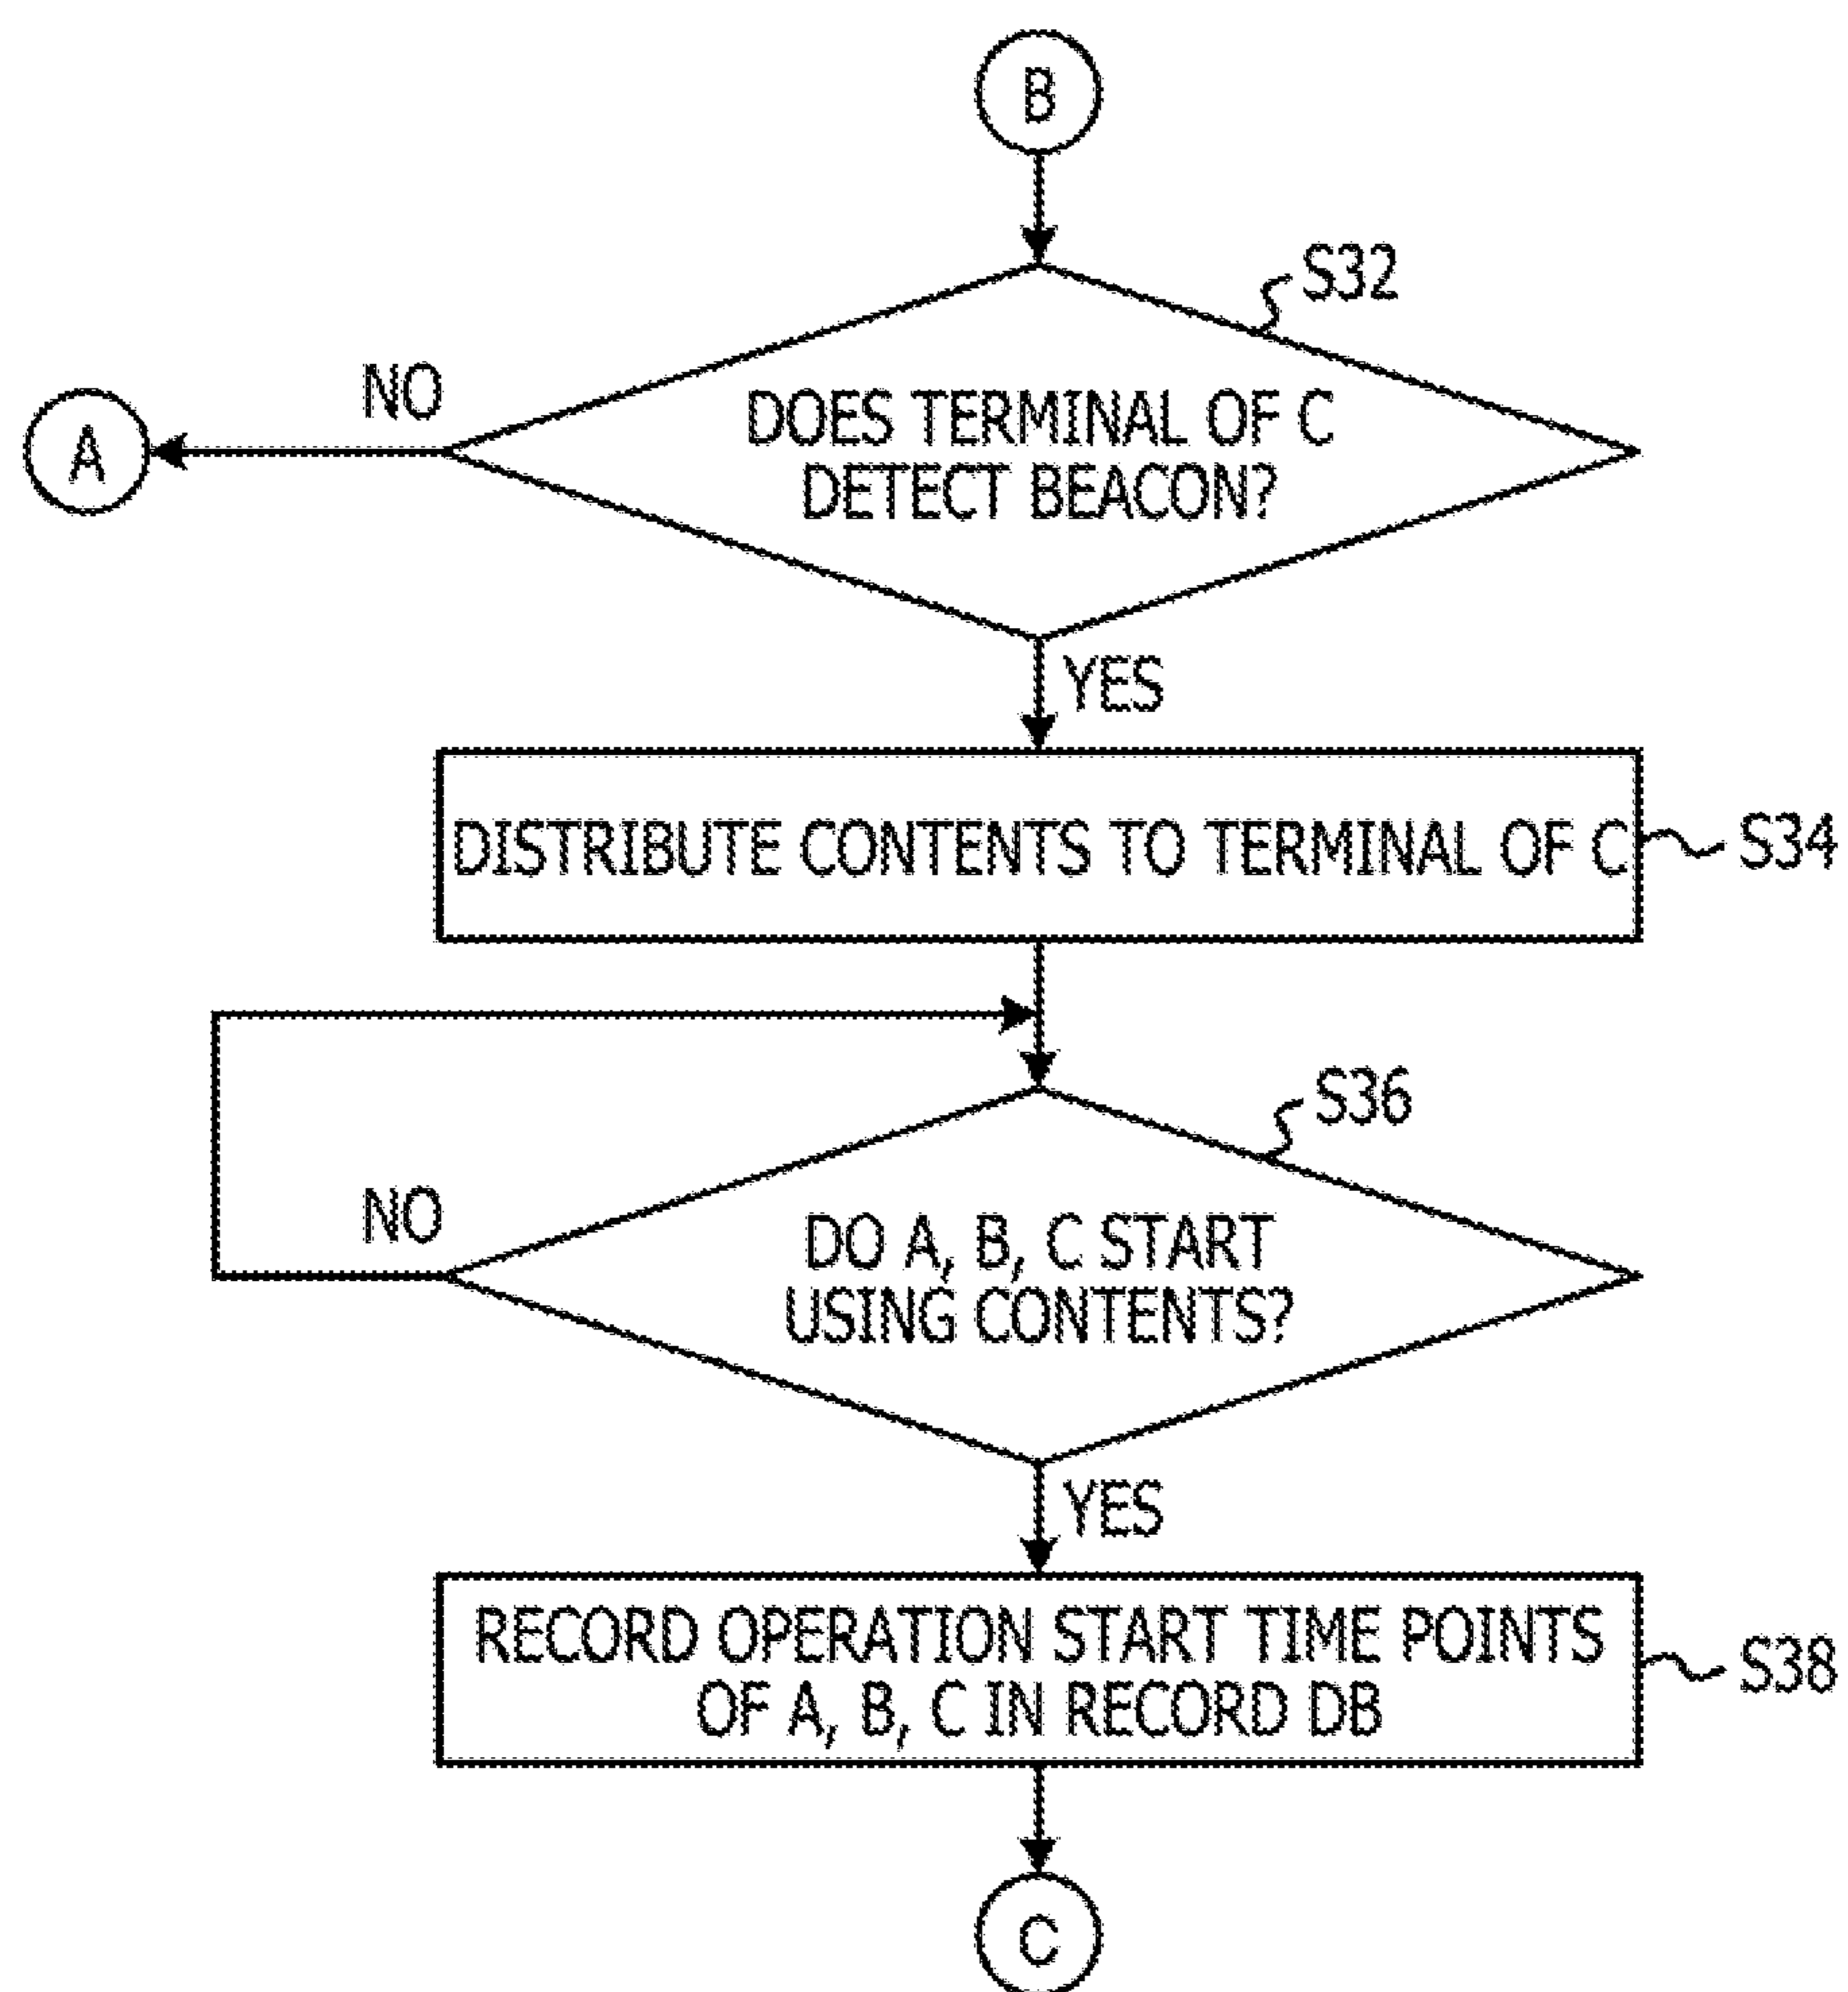 B
S32
NO
A
DOES TERMINAL OF C
DETECT BEACON?
YES
DISTRIBUTE CONTENTS TO TERMINAL OF C
S34
S36
NO
DO A, B, C START
USING CONTENTS?
YES
RECORD OPERATION START TIME POINTS
OF A, B, C IN RECORD DB
S38
C